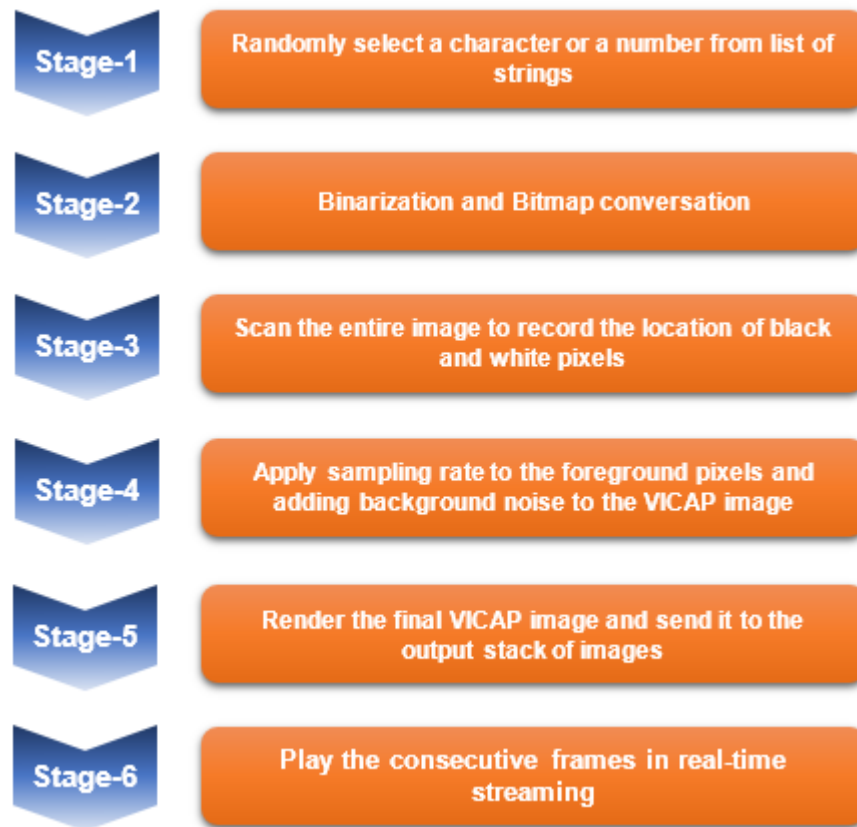 Stage-1
Randomly select a character or a number from list of
strings
Stage-2
Binarization and Bitmap conversation
Stage-3
Scan the entire image to record the location of black
and white pixels
Stage-4
Apply sampling rate to the foreground pixels and
adding background noise to the VICAP image
Stage-5
Render the final VICAP image and send it to the
output stack of images
Stage-6
Play the consecutive frames in real-time
streaming